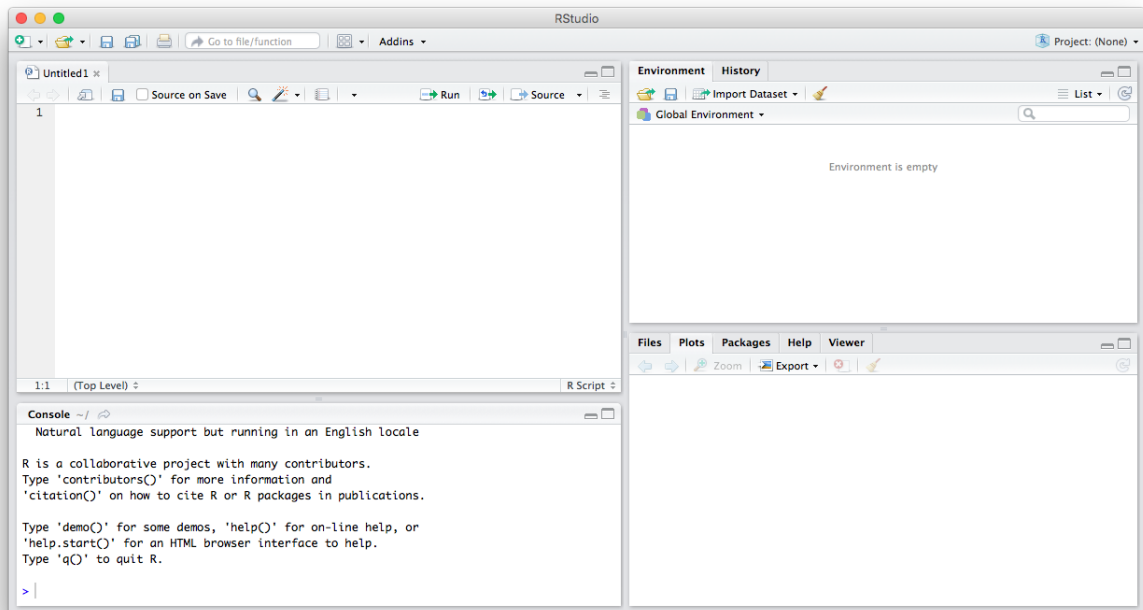 RStudio
Go to file/function
Addins
Project: (None)
Untitled1
Source on Save
Run
Source
1
1:1 (Top Level)
R Script
Console ~/
Natural language support but running in an English locale
R is a collaborative project with many contributors.
Type 'contributors()' for more information and
'citation()' on how to cite R or R packages in publications.
Type 'demo()' for some demos, 'help()' for on-line help, or
'help.start()' for an HTML browser interface to help.
Type 'q()' to quit R.
>
Environment History
Import Dataset
List
Global Environment
Environment is empty
Files Plots Packages Help Viewer
Zoom
Export